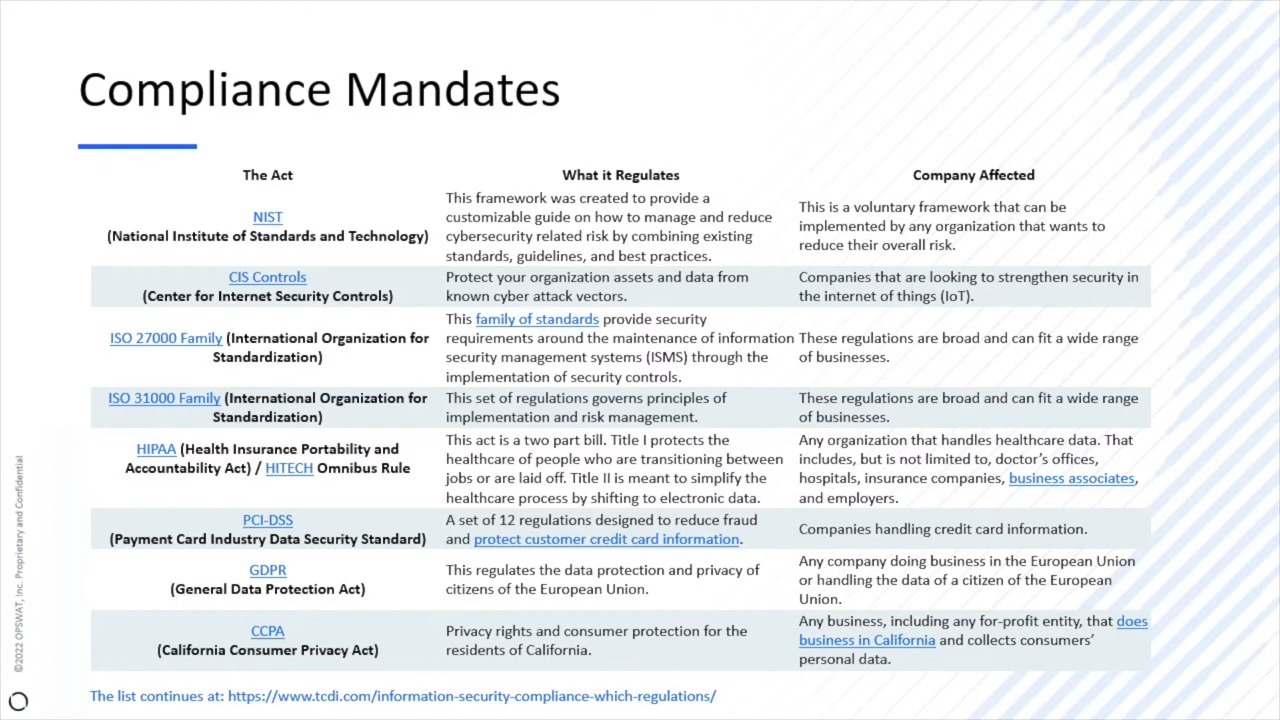 Compliance Mandates
The Act
What it Regulates
Company Affected
NIST
(National Institute of Standards and Technology)
This framework was created to provide a
customizable guide on how to manage and reduce
cybersecurity related risk by combining existing
standards, guidelines, and best practices.
This is a voluntary framework that can be
implemented by any organization that wants to
reduce their overall risk.
CIS Controls
(Center for Internet Security Controls)
Protect your organization assets and data from
known cyber attack vectors.
Companies that are looking to strengthen security in
the internet of things (IoT).
ISO 27000 Family (International Organization for
Standardization)
This family of standards provide security
requirements around the maintenance of information
security management systems (ISMS) through the
implementation of security controls.
These regulations are broad and can fit a wide range
of businesses.
ISO 31000 Family (International Organization for
Standardization)
This set of regulations governs principles of
implementation and risk management.
These regulations are broad and can fit a wide range
of businesses.
HIPAA (Health Insurance Portability and
Accountability Act) / HITECH Omnibus Rule
This act is a two part bill. Title I protects the
healthcare of people who are transitioning between
jobs or are laid off. Title II is meant to simplify the
healthcare process by shifting to electronic data.
Any organization that handles healthcare data. That
includes, but is not limited to, doctor's offices,
hospitals, insurance companies, business associates,
and employers.
PCI-DSS
(Payment Card Industry Data Security Standard)
A set of 12 regulations designed to reduce fraud
and protect customer credit card information.
Companies handling credit card information.
GDPR
(General Data Protection Act)
This regulates the data protection and privacy of
citizens of the European Union.
Any company doing business in the European Union
or handling the data of a citizen of the European
Union.
CCPA
(California Consumer Privacy Act)
Privacy rights and consumer protection for the
residents of California.
Any business, including any for-profit entity, that does
business in California and collects consumers'
personal data.
The list continues at: https://www.tcdi.com/information-security-compliance-which-regulations/
©2022 OPSWAT, Inc. Proprietary and Confidential